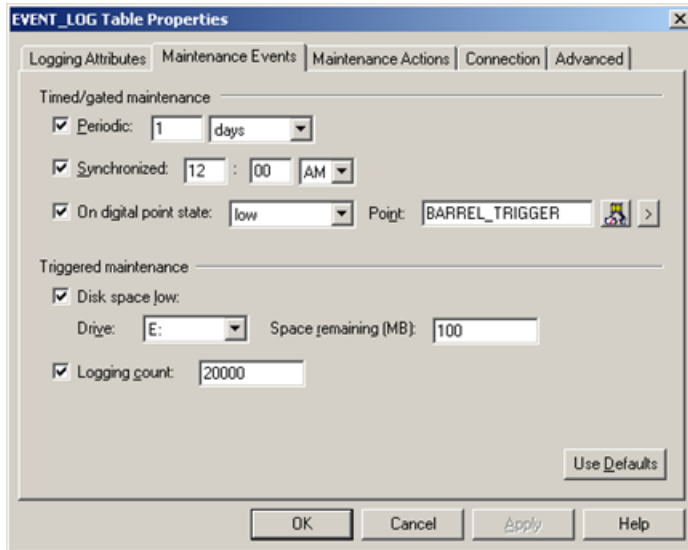 EVENT_LOG Table Properties
Logging Attributes Maintenance Events Maintenance Actions Connection Advanced
Timed/gated maintenance
Periodic: 1 days
Synchronized: 12 : 00 AM
On digital point state: low Point: BARREL_TRIGGER >
Triggered maintenance
Disk space low:
Drive: E: Space remaining (MB): 100
Logging count: 20000
Use Defaults
OK Cancel Apply Help